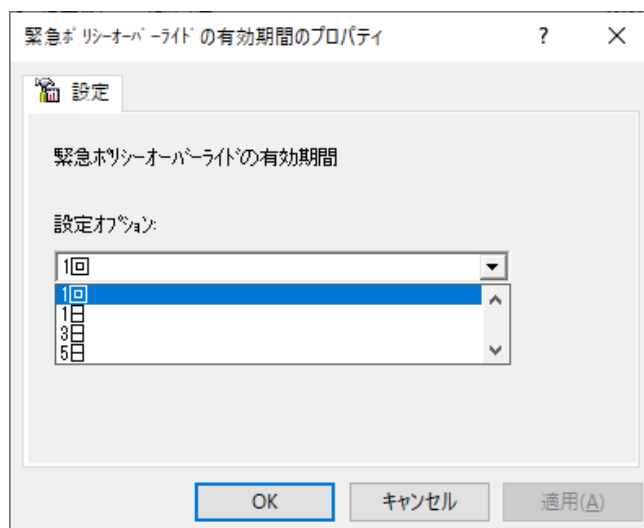 緊急ﾎﾟﾘｼｰｵｰﾊﾞｰﾗｲﾄﾞの有効期間のプロパティ
?
設定
緊急ﾎﾟﾘｼｰｵｰﾊﾞｰﾗｲﾄﾞの有効期間
設定ｵﾌﾟｼｮﾝ:
1回
1回
1日
3日
5日
OK
キャンセル
適用(A)